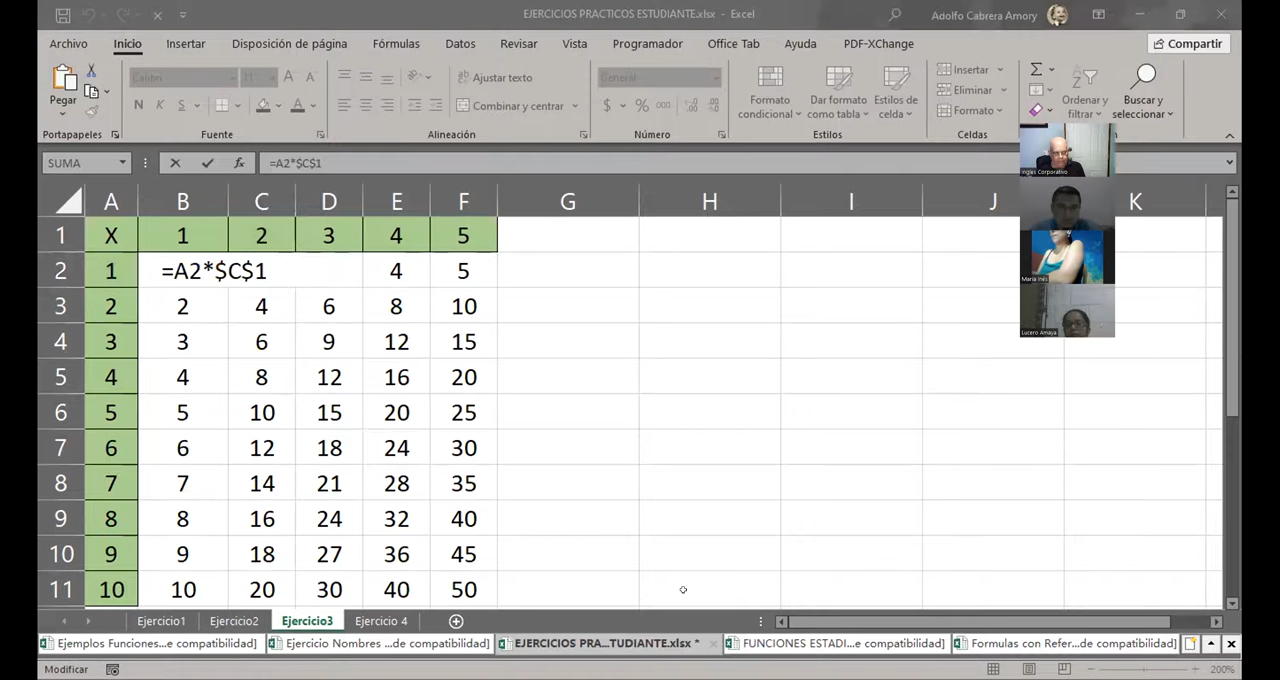 EJERCICIOS PRACTICOS ESTUDIANTE.xlsx - Excel
Adolfo Cabrera Amory
Archivo Inicio Insertar Disposición de página Fórmulas Datos Revisar Vista Programador Office Tab Ayuda PDF-XChange Compartir
Pegar
Calibri 11 A A
N K S A
Ajustar texto
Combinar y centrar
General
$ % 000
Formato condicional
Dar formato como tabla
Estilos de celda
Insertar
Eliminar
Formato
Ordenar y filtrar
Buscar y seleccionar
Portapapeles Fuente Alineación Número Estilos Celdas
SUMA fx =A2*$C$1
Ingles Corporativo
Maria Inés
Lucero Amaya
A B C D E F G H I J K
1 X 1 2 3 4 5
2 1 =A2*$C$1 4 5
3 2 2 4 6 8 10
4 3 3 6 9 12 15
5 4 4 8 12 16 20
6 5 5 10 15 20 25
7 6 6 12 18 24 30
8 7 7 14 21 28 35
9 8 8 16 24 32 40
10 9 9 18 27 36 45
11 10 10 20 30 40 50
Ejercicio1 Ejercicio2 Ejercicio3 Ejercicio 4
Ejemplos Funciones...e compatibilidad] Ejercicio Nombres ...de compatibilidad] EJERCICIOS PRA...TUDIANTE.xlsx * FUNCIONES ESTADI...e compatibilidad] Formulas con Refer...de compatibilidad]
Modificar 200%